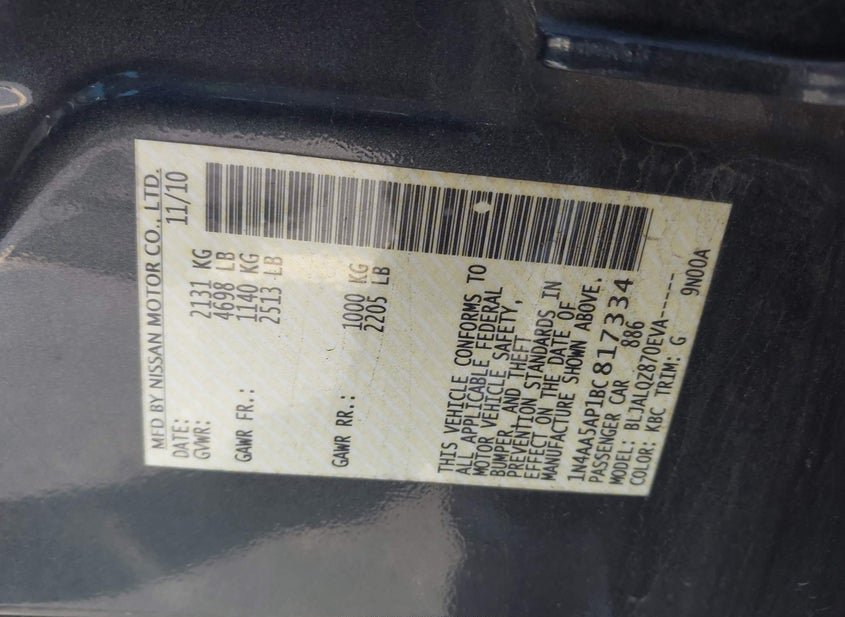 MFD BY NISSAN MOTOR CO., LTD.
DATE: 11/10
GVWR: 2131 KG
4698 LB
GAWR FR.: 1140 KG
2513 LB
GAWR RR.: 1000 KG
2205 LB
THIS VEHICLE CONFORMS TO
ALL APPLICABLE FEDERAL
MOTOR VEHICLE SAFETY,
BUMPER, AND THEFT
PREVENTION STANDARDS IN
EFFECT ON THE DATE OF
MANUFACTURE SHOWN ABOVE.
1N4AA5AP1BC817334
PASSENGER CAR 886
MODEL: BLJALQZ870EVA------
COLOR: KBC TRIM: G 9N00A